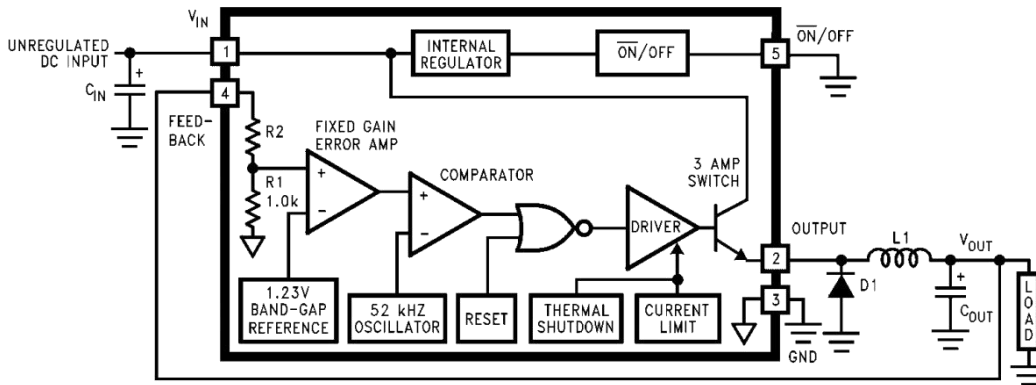 V_IN
UNREGULATED
DC INPUT
C_IN
+
1
INTERNAL
REGULATOR
ON/OFF
5
ON/OFF
4
FEED-
BACK
R2
R1
1.0k
FIXED GAIN
ERROR AMP
+
−
COMPARATOR
+
−
DRIVER
3 AMP
SWITCH
OUTPUT
2
L1
V_OUT
D1
+
C_OUT
LOAD
1.23V
BAND-GAP
REFERENCE
52 kHZ
OSCILLATOR
RESET
THERMAL
SHUTDOWN
CURRENT
LIMIT
3
GND